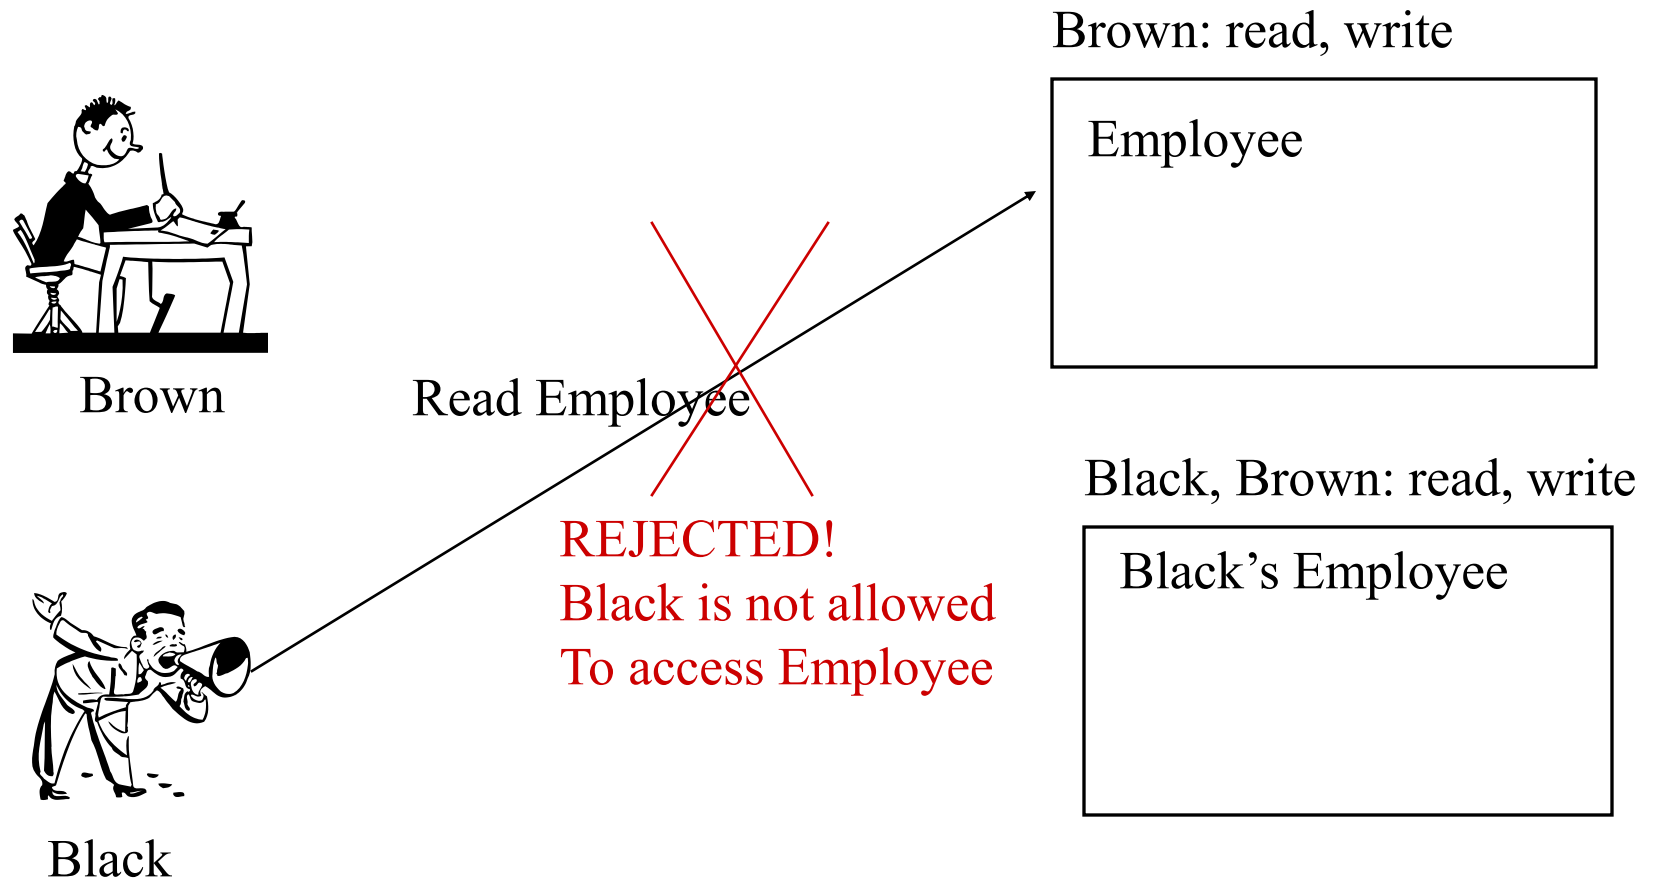 Brown: read, write
Employee
Brown
Read Employee
Black, Brown: read, write
REJECTED!
Black is not allowed
To access Employee
Black’s Employee
Black